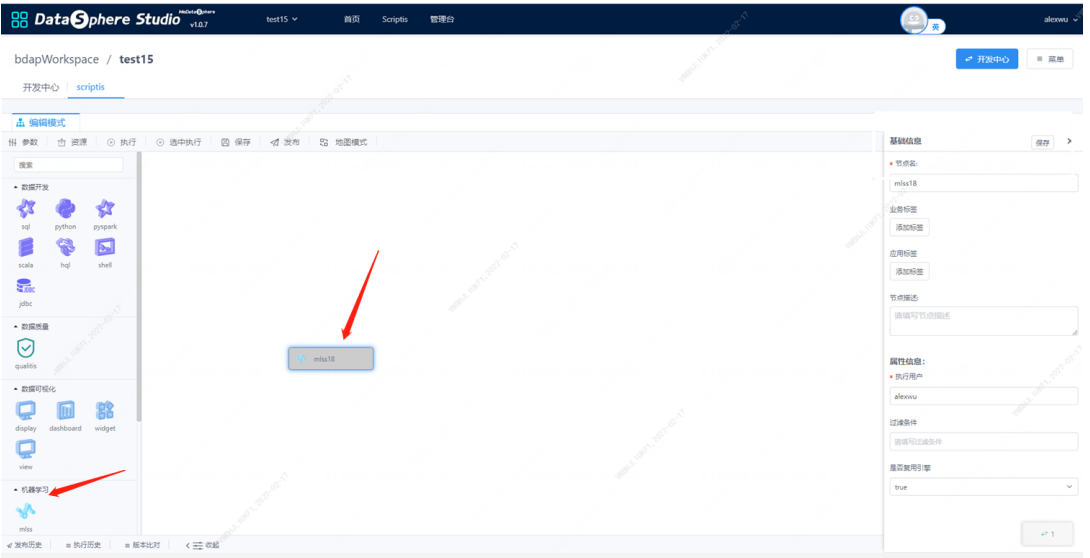 DataSphere Studio WeDataSphere v1.0.7 test15 首页 Scriptis 管理台 英 alexwu
bdapWorkspace / test15 开发中心 菜单
开发中心 scriptis
编辑模式
参数 资源 执行 选中执行 保存 发布 地图模式
基础信息 保存
搜索
节点名:
mlss18
数据开发
sql python pyspark
scala hql shell
jdbc
业务标签
添加标签
应用标签
添加标签
节点描述:
请填写节点描述
数据质量
qualitis
mlss18
属性信息:
执行用户
alexwu
数据可视化
display dashboard widget
view
过滤条件
请填写过滤条件
是否复用引擎
true
机器学习
mlss
1
发布历史 执行历史 版本比对 收起